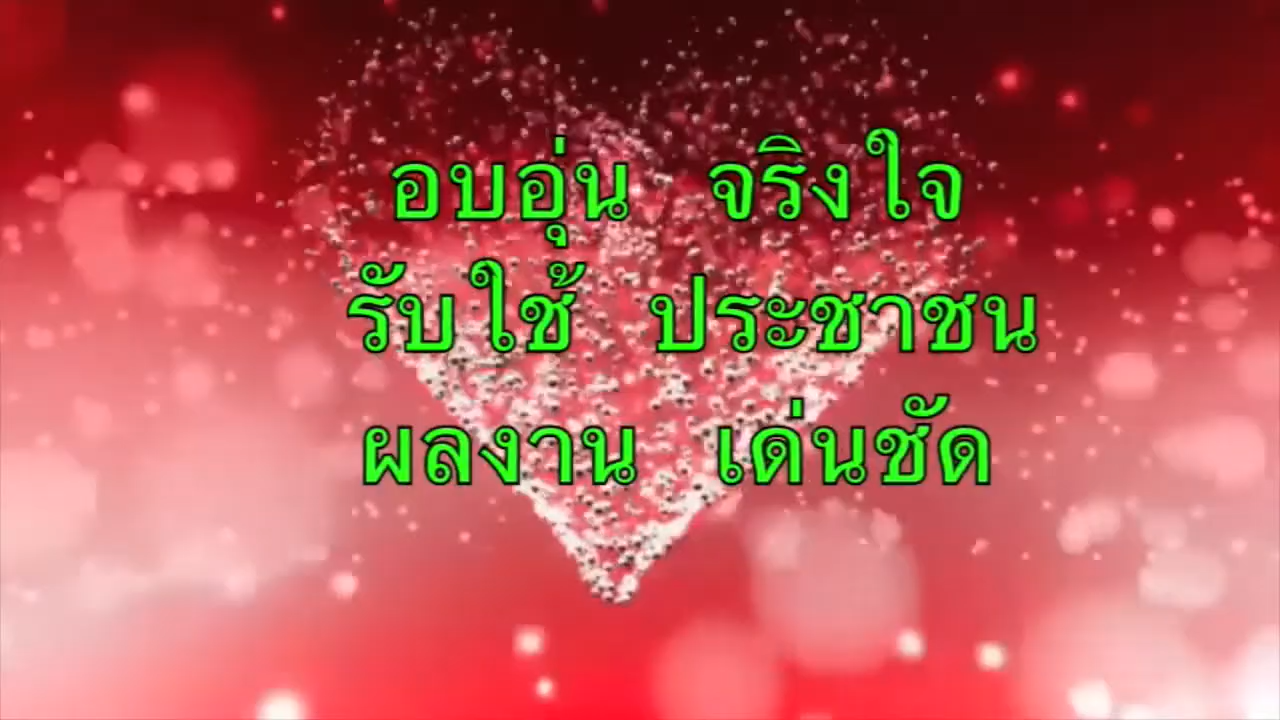 อบอุ่น จริงใจ
รับใช้ ประชาชน
ผลงาน เด่นชัด